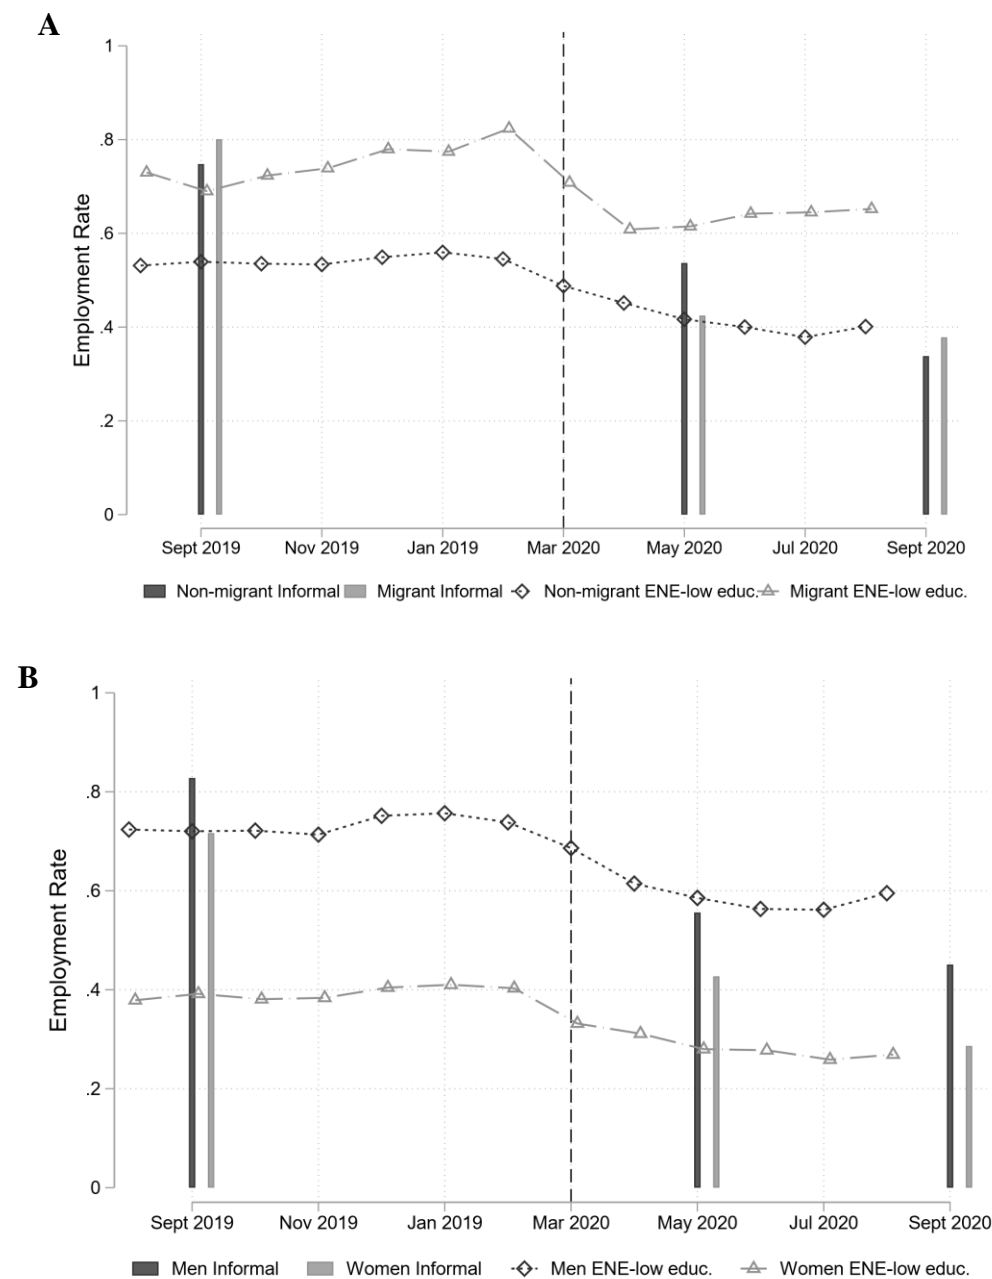 A
1
.8
.6
.4
.2
0
Employment Rate
Sept 2019 Nov 2019 Jan 2019 Mar 2020 May 2020 Jul 2020 Sept 2020
Non-migrant Informal Migrant Informal Non-migrant ENE-low educ. Migrant ENE-low educ.
B
1
.8
.6
.4
.2
0
Employment Rate
Sept 2019 Nov 2019 Jan 2019 Mar 2020 May 2020 Jul 2020 Sept 2020
Men Informal Women Informal Men ENE-low educ. Women ENE-low educ.